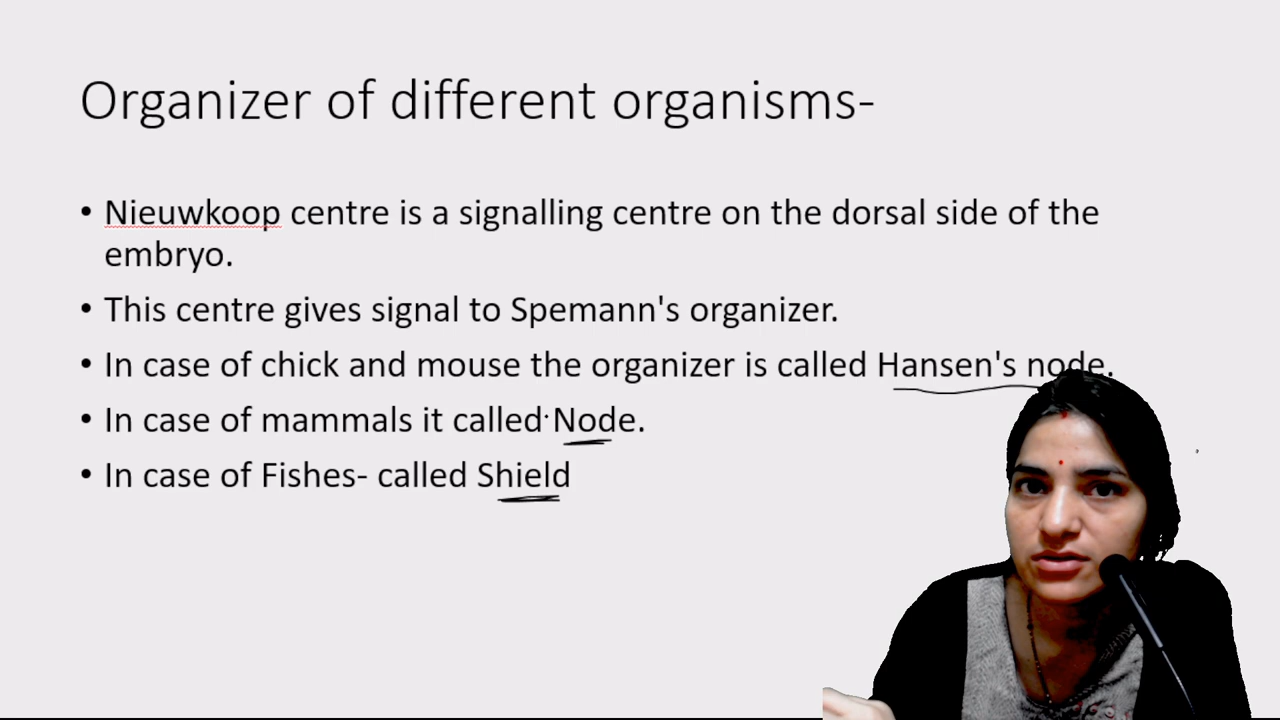 Organizer of different organisms-
• Nieuwkoop centre is a signalling centre on the dorsal side of the
embryo.
• This centre gives signal to Spemann's organizer.
• In case of chick and mouse the organizer is called Hansen's node.
• In case of mammals it called Node.
• In case of Fishes- called Shield